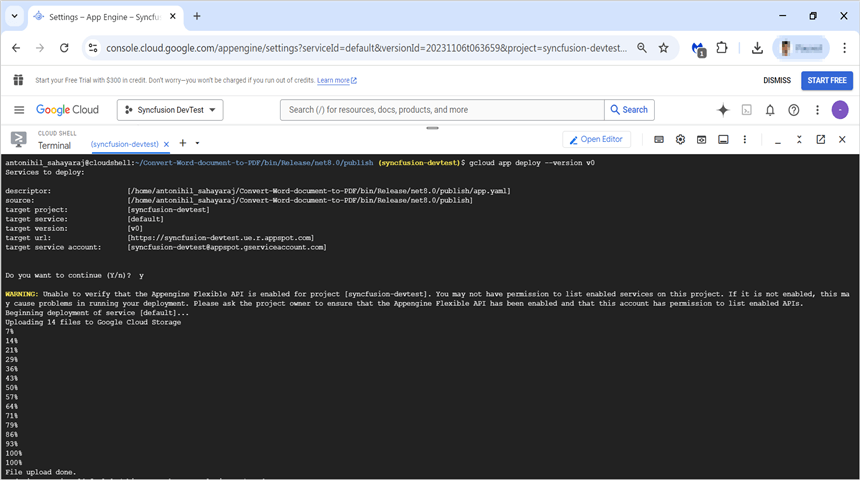 Settings – App Engine – Syncfus
console.cloud.google.com/appengine/settings?serviceId=default&versionId=20231106t063659&project=syncfusion-devtest...
1
Start your Free Trial with $300 in credit. Don't worry—you won't be charged if you run out of credits. Learn more
DISMISS
START FREE
Google Cloud
Syncfusion DevTest
Search (/) for resources, docs, products, and more
Search
CLOUD SHELL
Terminal
(syncfusion-devtest)
Open Editor
antonihil_sahayaraj@cloudshell:~/Convert-Word-document-to-PDF/bin/Release/net8.0/publish (syncfusion-devtest)$ gcloud app deploy --version v0
Services to deploy:
descriptor: [/home/antonihil_sahayaraj/Convert-Word-document-to-PDF/bin/Release/net8.0/publish/app.yaml]
source: [/home/antonihil_sahayaraj/Convert-Word-document-to-PDF/bin/Release/net8.0/publish]
target project: [syncfusion-devtest]
target service: [default]
target version: [v0]
target url: [https://syncfusion-devtest.ue.r.appspot.com]
target service account: [syncfusion-devtest@appspot.gserviceaccount.com]
Do you want to continue (Y/n)? y
WARNING: Unable to verify that the Appengine Flexible API is enabled for project [syncfusion-devtest]. You may not have permission to list enabled services on this project. If it is not enabled, this ma
y cause problems in running your deployment. Please ask the project owner to ensure that the Appengine Flexible API has been enabled and that this account has permission to list enabled APIs.
Beginning deployment of service [default]...
Uploading 14 files to Google Cloud Storage
7%
14%
21%
29%
36%
43%
50%
57%
64%
71%
79%
86%
93%
100%
100%
File upload done.